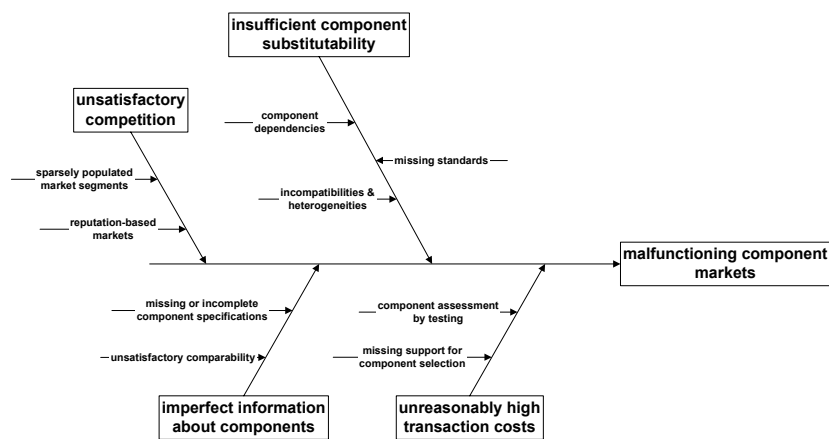 insufficient component
substitutability
unsatisfactory
competition
component
dependencies
missing standards
sparsely populated
market segments
incompatibilities &
heterogeneities
reputation-based
markets
malfunctioning component
markets
missing or incomplete
component specifications
component assessment
by testing
unsatisfactory comparability
missing support for
component selection
imperfect information
about components
unreasonably high
transaction costs